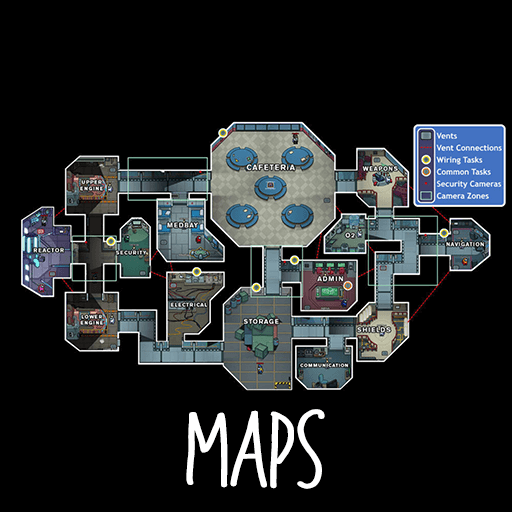 Vents
Vent Connections
Wiring Tasks
Common Tasks
Security Cameras
Camera Zones
CAFETERIA
WEAPONS
UPPER
ENGINE
MEDBAY
O2
NAVIGATION
REACTOR
SECURITY
ADMIN
ELECTRICAL
LOWER
ENGINE
STORAGE
SHIELDS
COMMUNICATION
MAPS